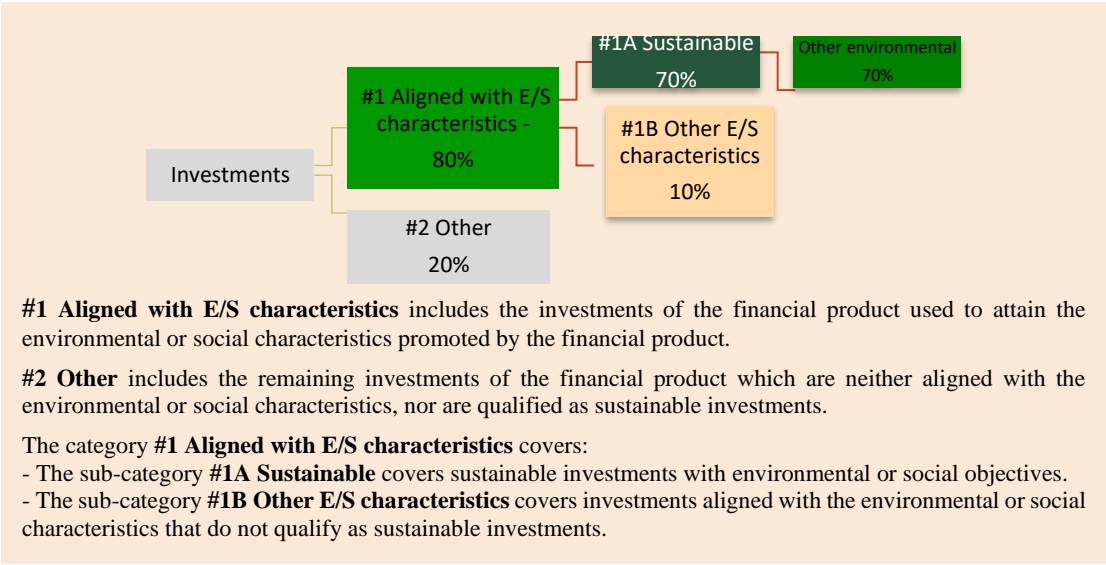 Investments
#1 Aligned with E/S
characteristics -
80%
#2 Other
20%
#1A Sustainable
70%
#1B Other E/S
characteristics
10%
Other environmental
70%
#1 Aligned with E/S characteristics includes the investments of the financial product used to attain the
environmental or social characteristics promoted by the financial product.
#2 Other includes the remaining investments of the financial product which are neither aligned with the
environmental or social characteristics, nor are qualified as sustainable investments.
The category #1 Aligned with E/S characteristics covers:
- The sub-category #1A Sustainable covers sustainable investments with environmental or social objectives.
- The sub-category #1B Other E/S characteristics covers investments aligned with the environmental or social
characteristics that do not qualify as sustainable investments.